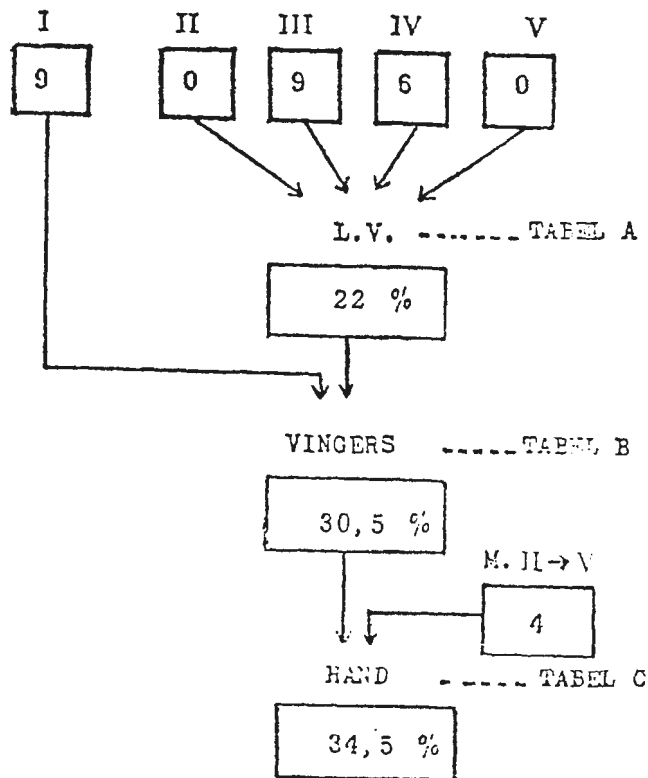 I II III IV V
9 0 9 6 0
L.V. ------- TABEL A
22 %
VINGERS ----- TABEL B
30,5 %
M. II→V
4
HAND ----- TABEL C
34,5 %